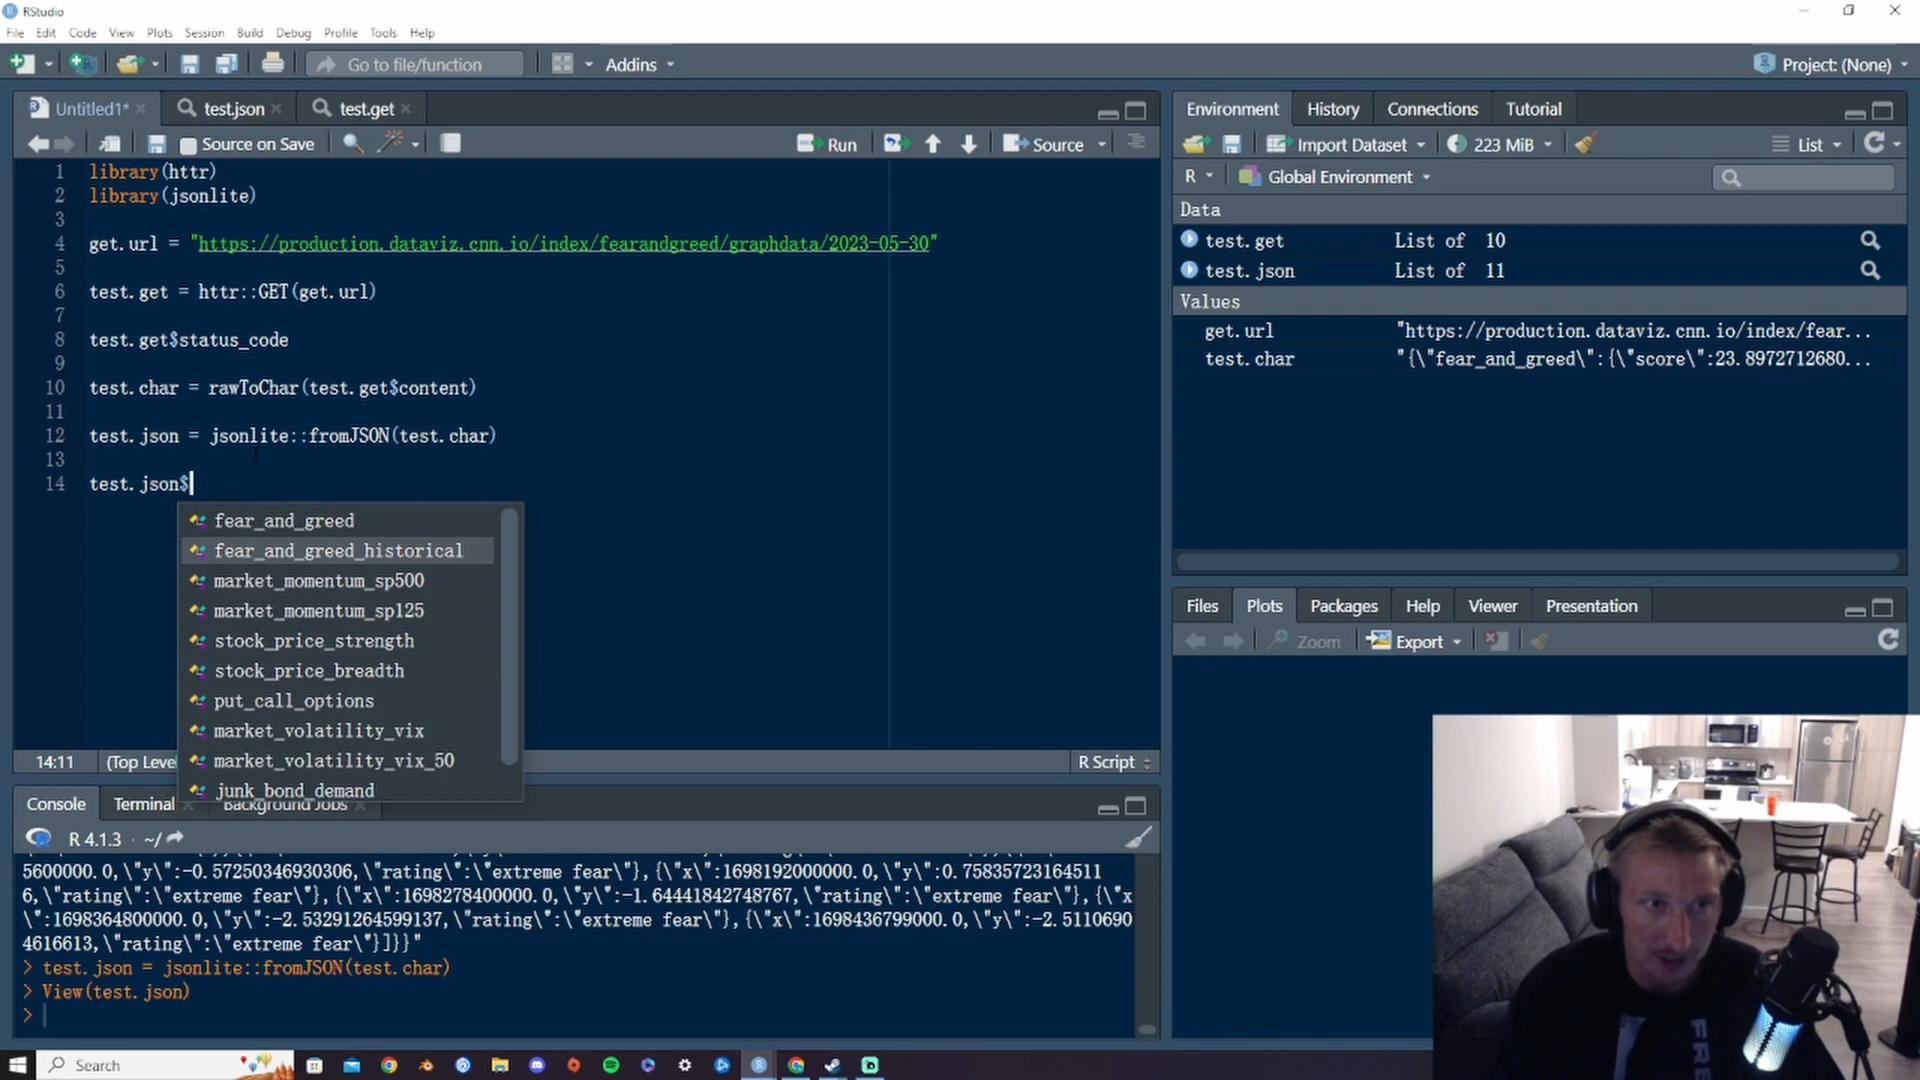 RStudio
File Edit Code View Plots Session Build Debug Profile Tools Help
Go to file/function Addins Project: (None)
Untitled1* test.json test.get
Source on Save Run Source
1 library(httr)
2 library(jsonlite)
3
4 get.url = "https://production.dataviz.cnn.io/index/fearandgreed/graphdata/2023-05-30"
5
6 test.get = httr::GET(get.url)
7
8 test.get$status_code
9
10 test.char = rawToChar(test.get$content)
11
12 test.json = jsonlite::fromJSON(test.char)
13
14 test.json$
fear_and_greed
fear_and_greed_historical
market_momentum_sp500
market_momentum_sp125
stock_price_strength
stock_price_breadth
put_call_options
market_volatility_vix
market_volatility_vix_50
junk_bond_demand
14:11 (Top Leve R Script
Console Terminal Background Jobs
R 4.1.3 · ~/
5600000.0,\"y\":-0.57250346930306,\"rating\":\"extreme fear\"},{\"x\":1698192000000.0,\"y\":0.75835723164511
6,\"rating\":\"extreme fear\"},{\"x\":1698278400000.0,\"y\":-1.64441842748767,\"rating\":\"extreme fear\"},{\"x
\":1698364800000.0,\"y\":-2.53291264599137,\"rating\":\"extreme fear\"},{\"x\":1698436799000.0,\"y\":-2.5110690
4616613,\"rating\":\"extreme fear\"}]}}"
> test.json = jsonlite::fromJSON(test.char)
> View(test.json)
>
Environment History Connections Tutorial
Import Dataset 223 MiB List
R Global Environment
Data
test.get List of 10
test.json List of 11
Values
get.url "https://production.dataviz.cnn.io/index/fear...
test.char "{\"fear_and_greed\":{\"score\":23.8972712680...
Files Plots Packages Help Viewer Presentation
Zoom Export
FRE
Search